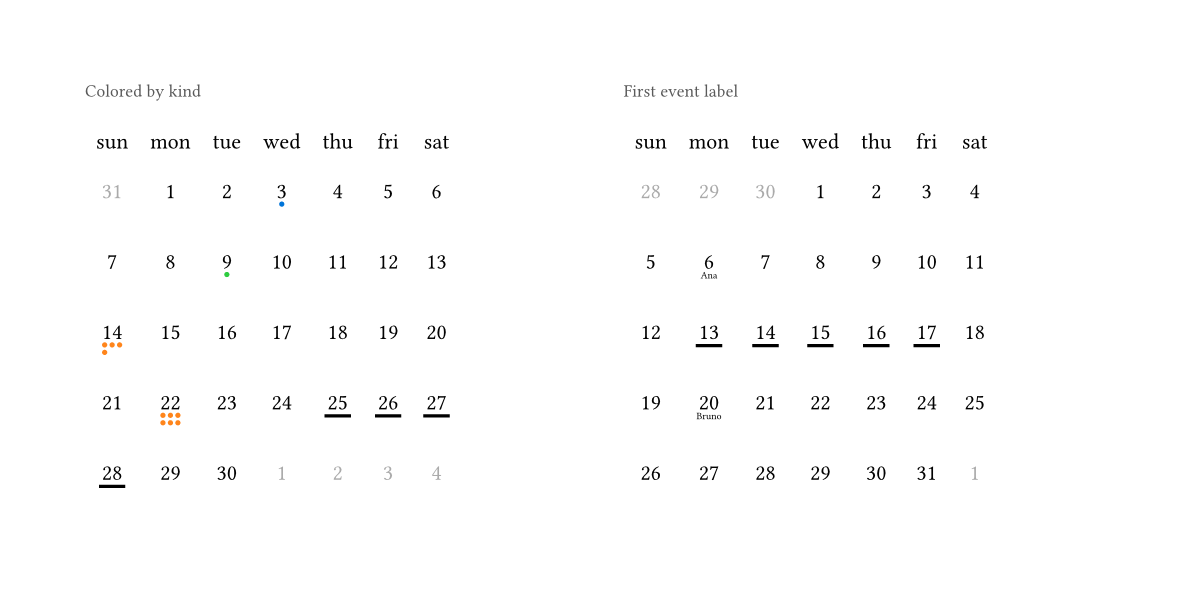 Colored by kind
sun mon tue wed thu fri sat
31 1 2 3 4 5 6
7 8 9 10 11 12 13
14 15 16 17 18 19 20
21 22 23 24 25 26 27
28 29 30 1 2 3 4
First event label
sun mon tue wed thu fri sat
28 29 30 1 2 3 4
5 6 7 8 9 10 11
Ana
12 13 14 15 16 17 18
19 20 21 22 23 24 25
Bruno
26 27 28 29 30 31 1